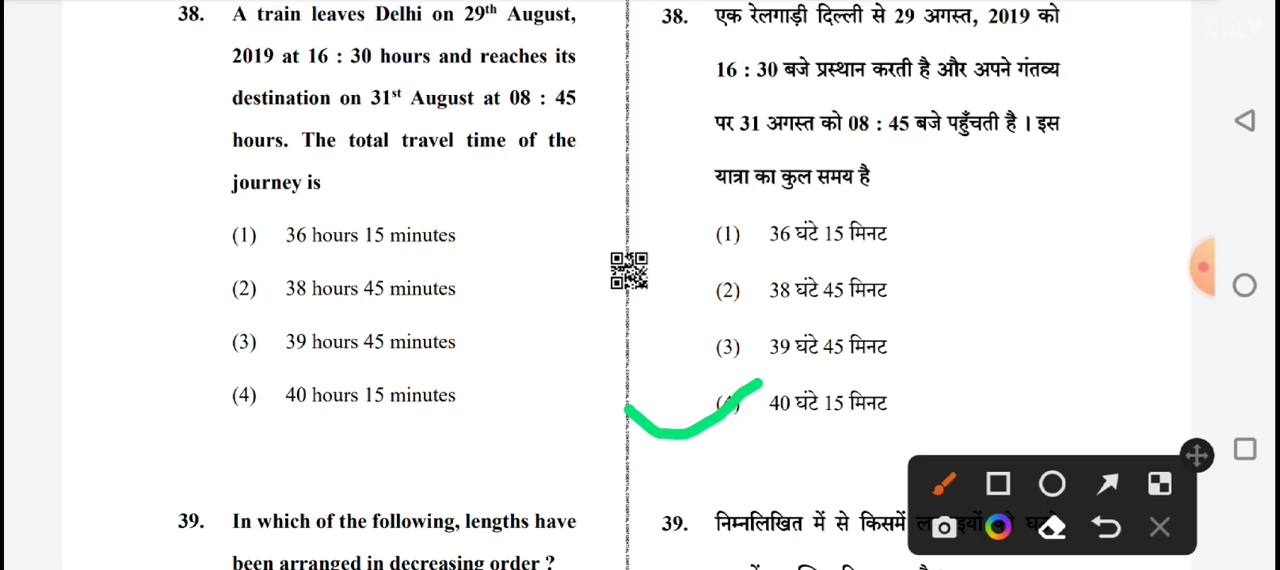 38. A train leaves Delhi on 29th August,
2019 at 16 : 30 hours and reaches its
destination on 31st August at 08 : 45
hours. The total travel time of the
journey is
(1) 36 hours 15 minutes
(2) 38 hours 45 minutes
(3) 39 hours 45 minutes
(4) 40 hours 15 minutes
39. In which of the following, lengths have
been arranged in decreasing order ?
38. एक रेलगाड़ी दिल्ली से 29 अगस्त, 2019 को
16 : 30 बजे प्रस्थान करती है और अपने गंतव्य
पर 31 अगस्त को 08 : 45 बजे पहुँचती है । इस
यात्रा का कुल समय है
(1) 36 घंटे 15 मिनट
(2) 38 घंटे 45 मिनट
(3) 39 घंटे 45 मिनट
(4) 40 घंटे 15 मिनट
39. निम्नलिखित में से किसमें